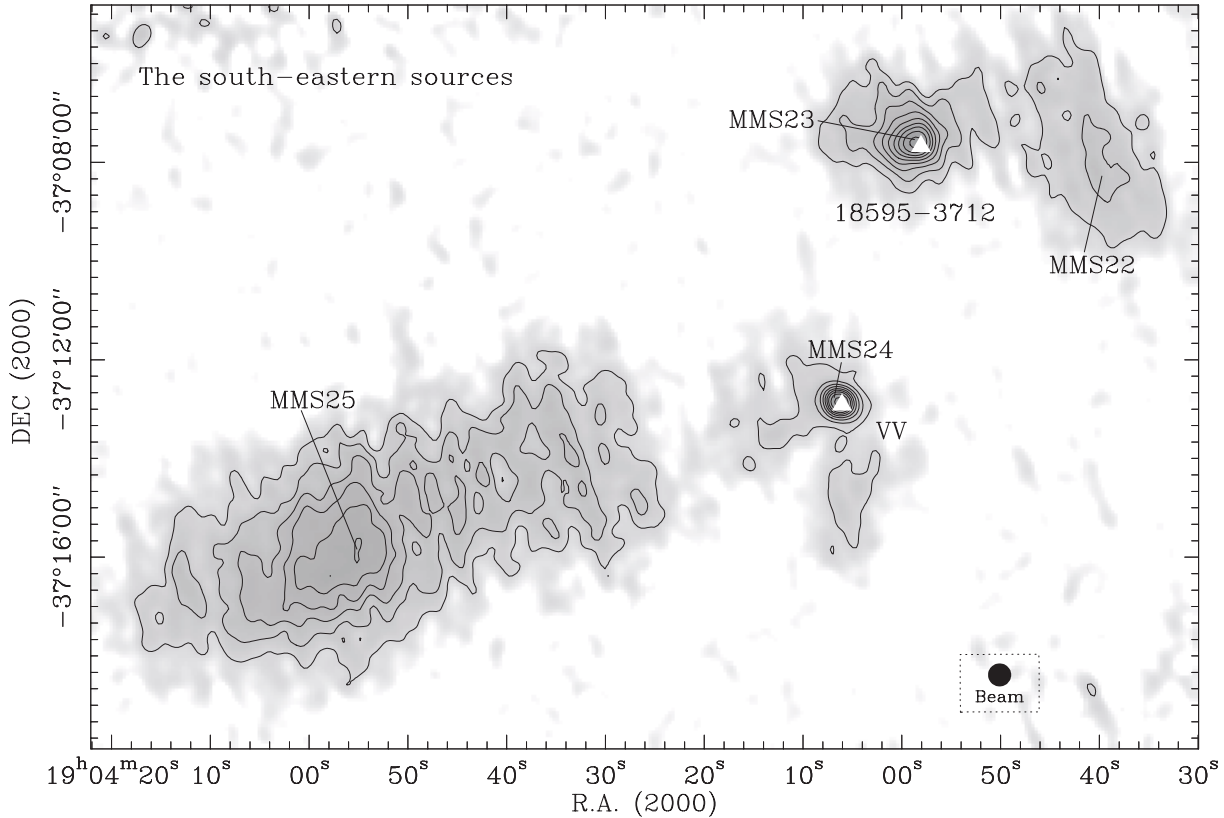 The south-eastern sources
MMS23
18595-3712
MMS22
MMS24
VV
MMS25
Beam
-37°08'00"
-37°12'00"
-37°16'00"
DEC (2000)
19ʰ04ᵐ20ˢ 10ˢ 00ˢ 50ˢ 40ˢ 30ˢ 10ˢ 00ˢ 50ˢ 40ˢ 30ˢ
R.A. (2000)